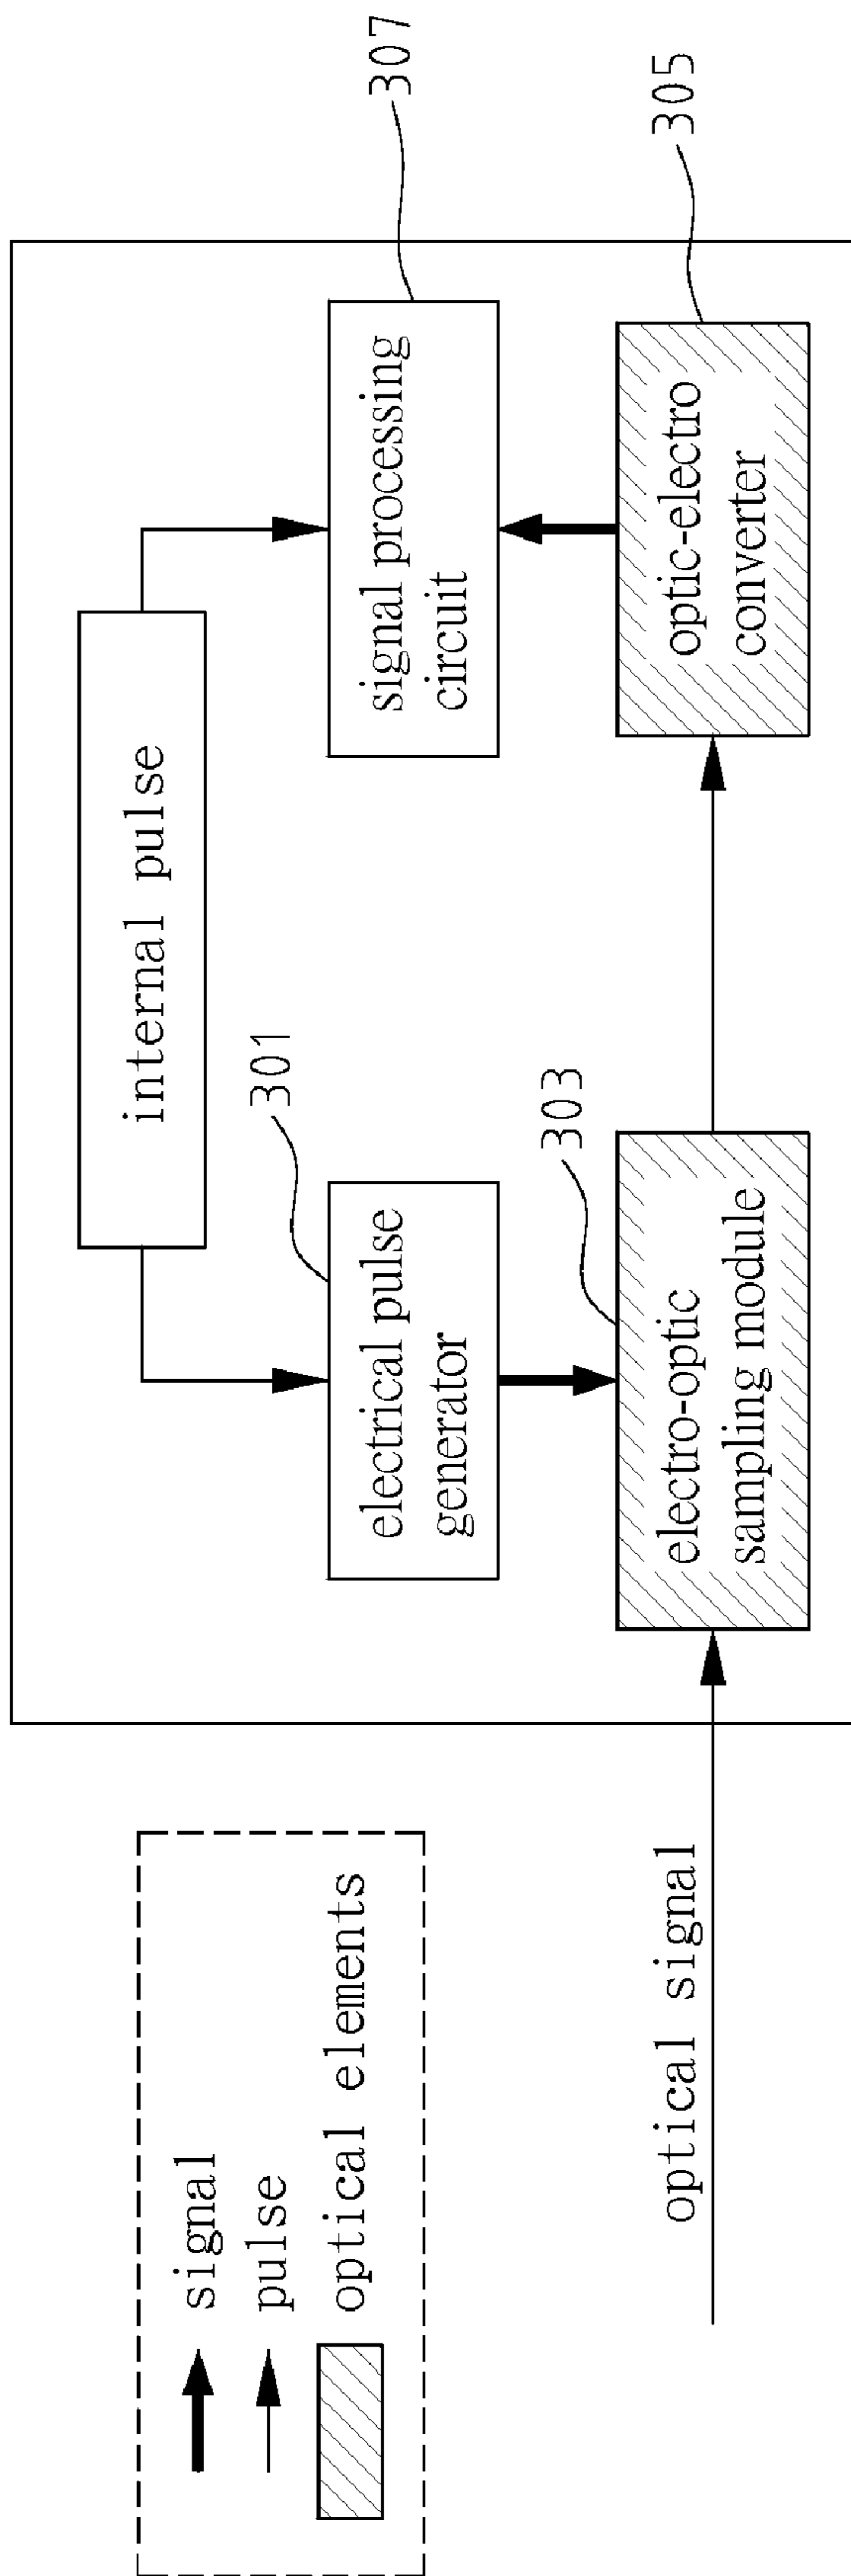 signal
pulse
optical elements
optical signal
internal pulse
301
electrical pulse
generator
303
electro-optic
sampling module
307
signal processing
circuit
305
optic-electro
converter